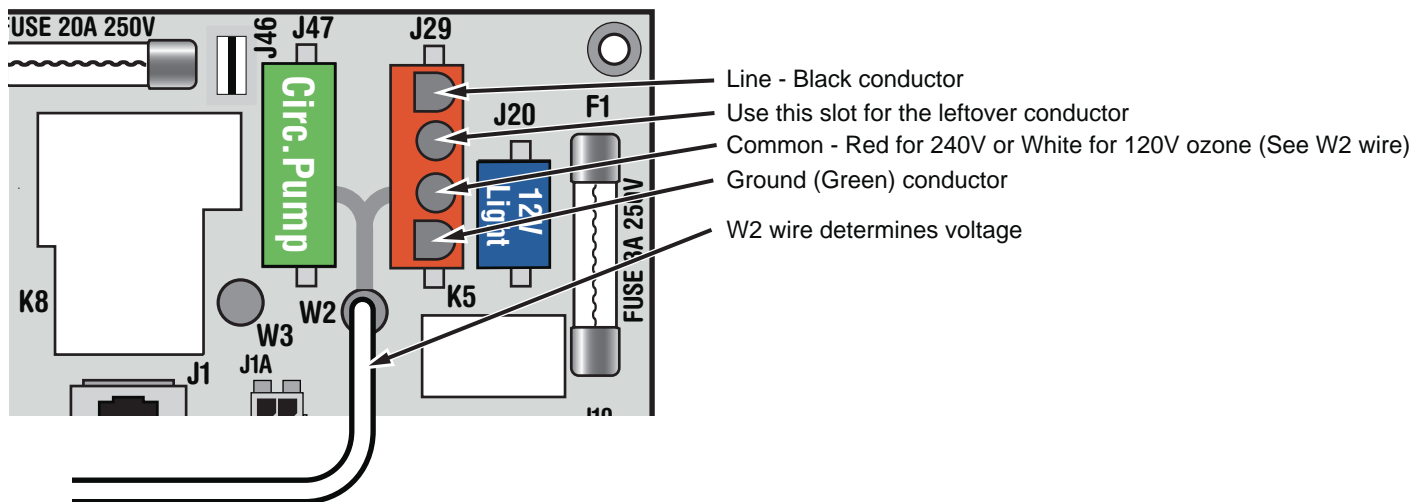 FUSE 20A 250V
J46
J47
J29
Line - Black conductor
Use this slot for the leftover conductor
Common - Red for 240V or White for 120V ozone (See W2 wire)
Ground (Green) conductor
W2 wire determines voltage
Circ. Pump
J20
F1
12V
Light
FUSE 3A 250V
K8
W2
K5
W3
J1A
J1